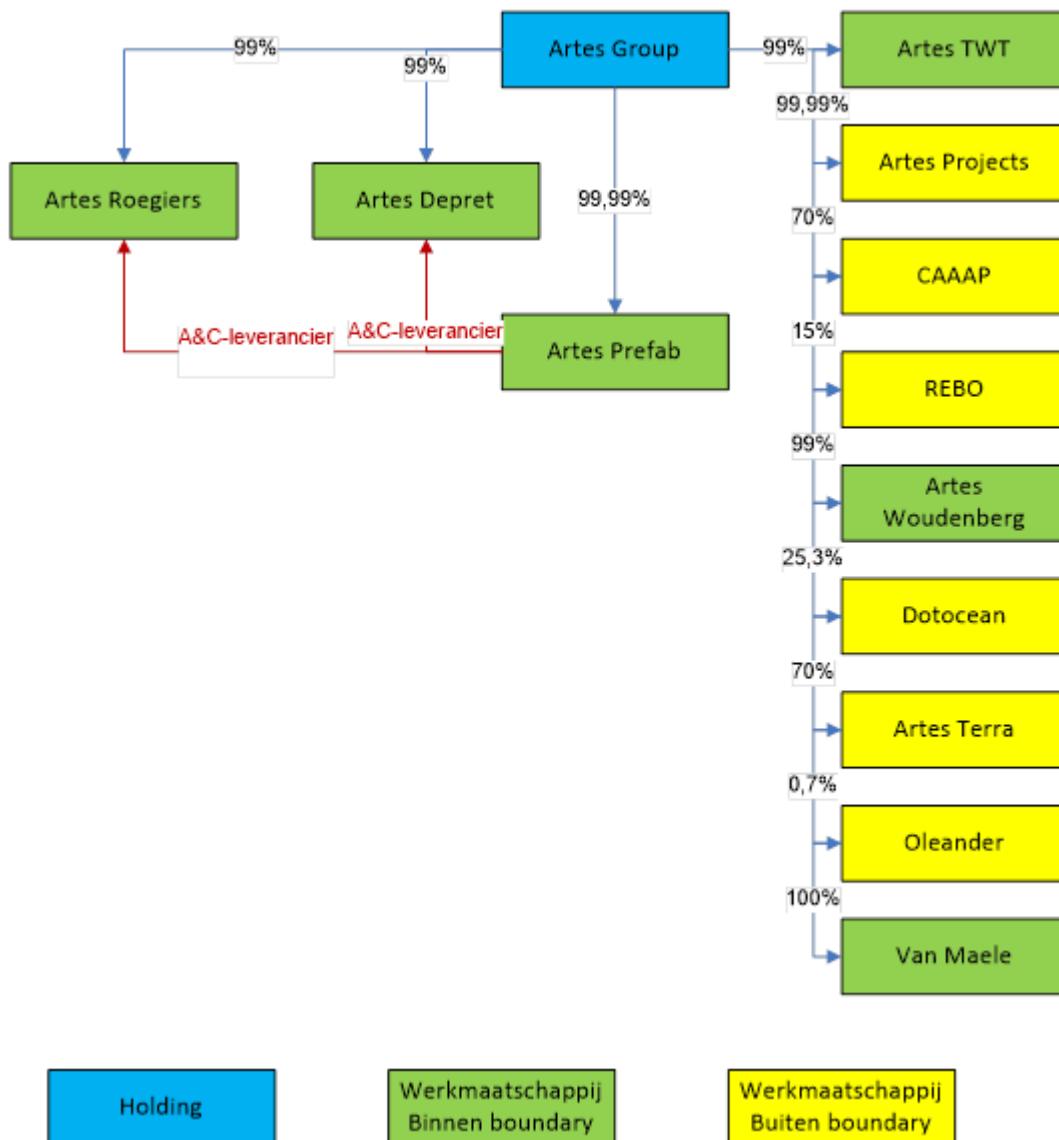 99%
99%
Artes Group
99%
Artes TWT
99,99%
Artes Projects
Artes Roegiers
Artes Depret
99,99%
70%
CAAAP
A&C-leverancier
A&C-leverancier
Artes Prefab
15%
REBO
99%
Artes
Woudenberg
25,3%
Dotocean
70%
Artes Terra
0,7%
Oleander
100%
Van Maele
Holding
Werkmaatschappij
Binnen boundary
Werkmaatschappij
Buiten boundary